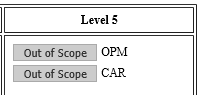 Level 5
Out of Scope OPM
Out of Scope CAR